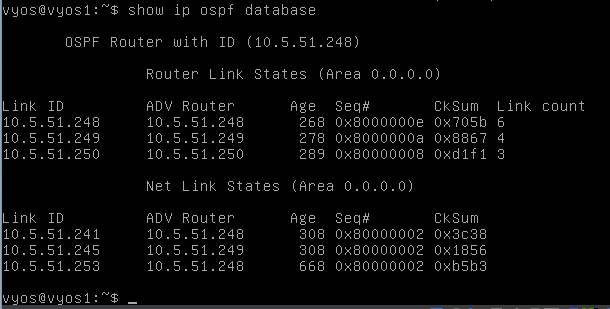 vyos@vyos1:~$ show ip ospf database
OSPF Router with ID (10.5.51.248)
Router Link States (Area 0.0.0.0)
Link ID ADV Router Age Seq# CkSum Link count
10.5.51.248 10.5.51.248 268 0x8000000e 0x705b 6
10.5.51.249 10.5.51.249 278 0x8000000a 0x8867 4
10.5.51.250 10.5.51.250 289 0x80000008 0xd1f1 3
Net Link States (Area 0.0.0.0)
Link ID ADV Router Age Seq# CkSum
10.5.51.241 10.5.51.248 308 0x80000002 0x3c38
10.5.51.245 10.5.51.249 308 0x80000002 0x1856
10.5.51.253 10.5.51.248 668 0x80000002 0xb5b3
vyos@vyos1:~$ _